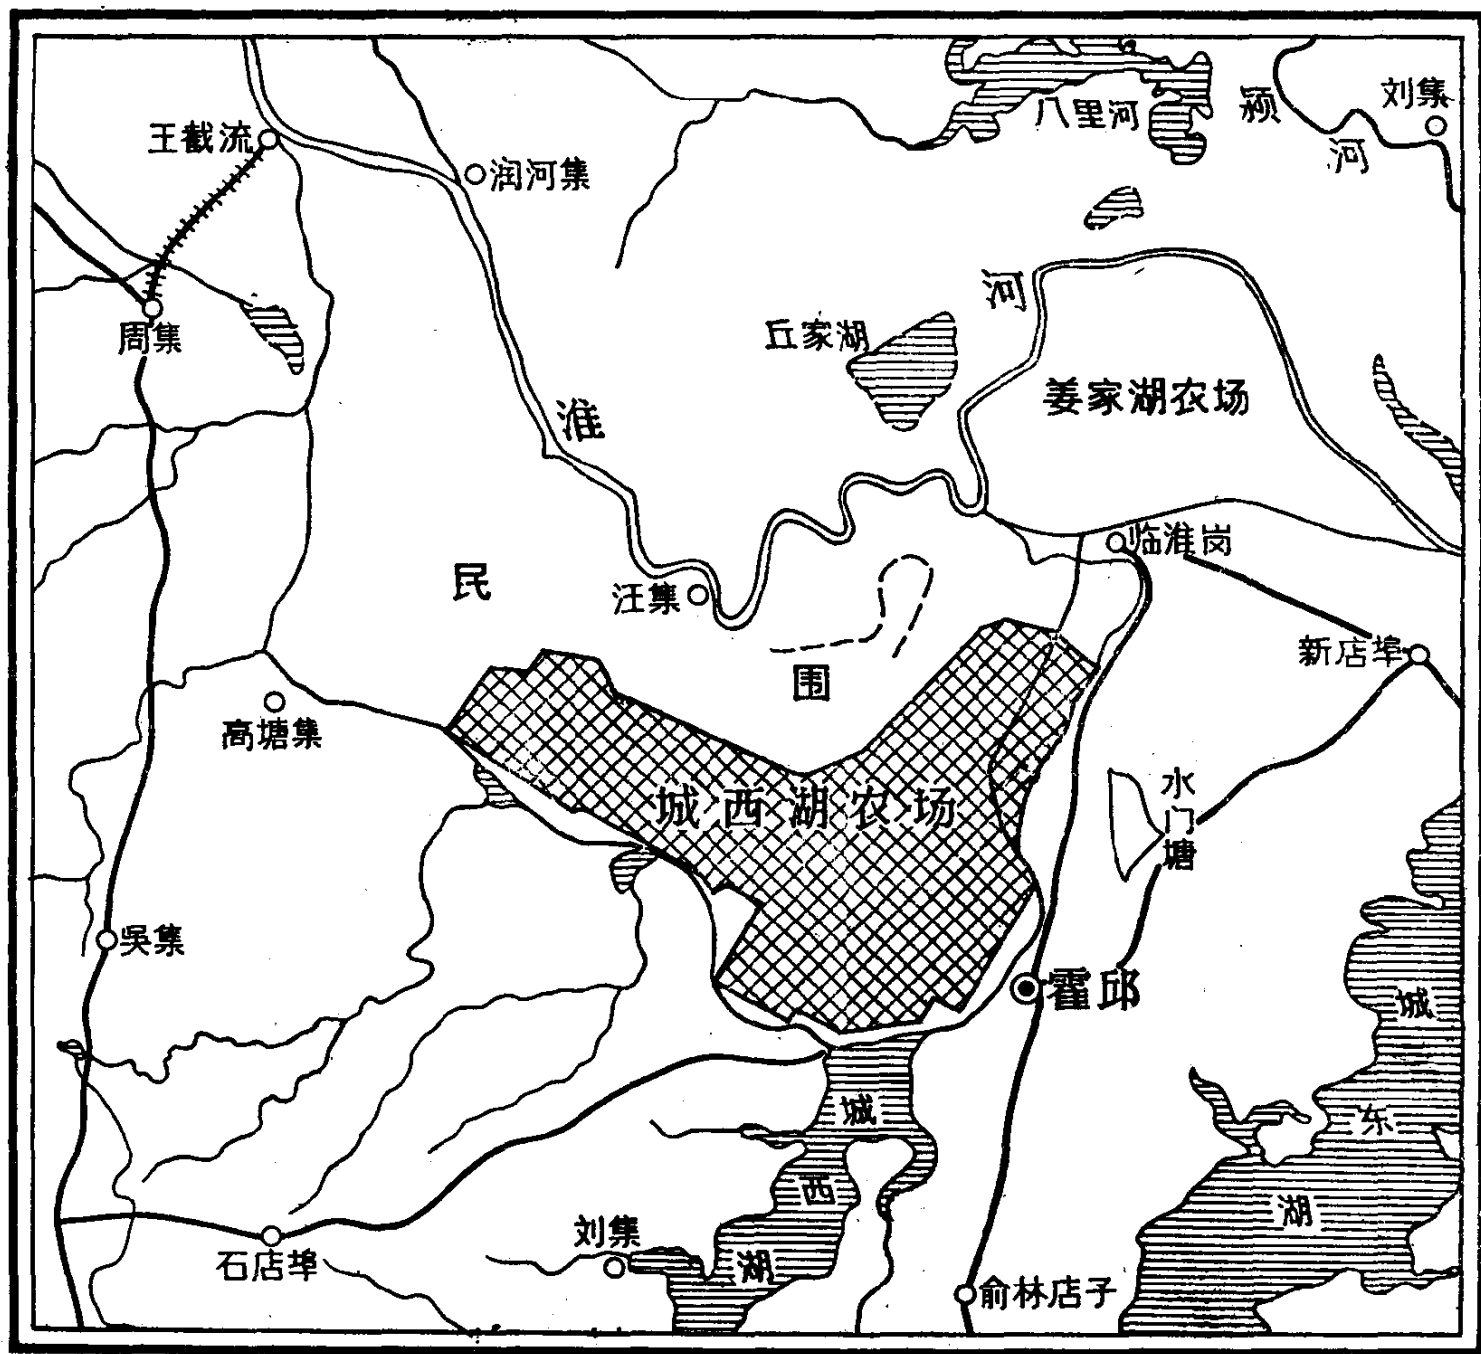 八里河
颍
河
刘集
王截流
润河集
河
丘家湖
周集
姜家湖农场
淮
临淮岗
民
汪集
围
新店埠
高塘集
水门塘
城西湖农场
吴集
霍邱
城
东
湖
城
西
湖
刘集
石店埠
俞林店子